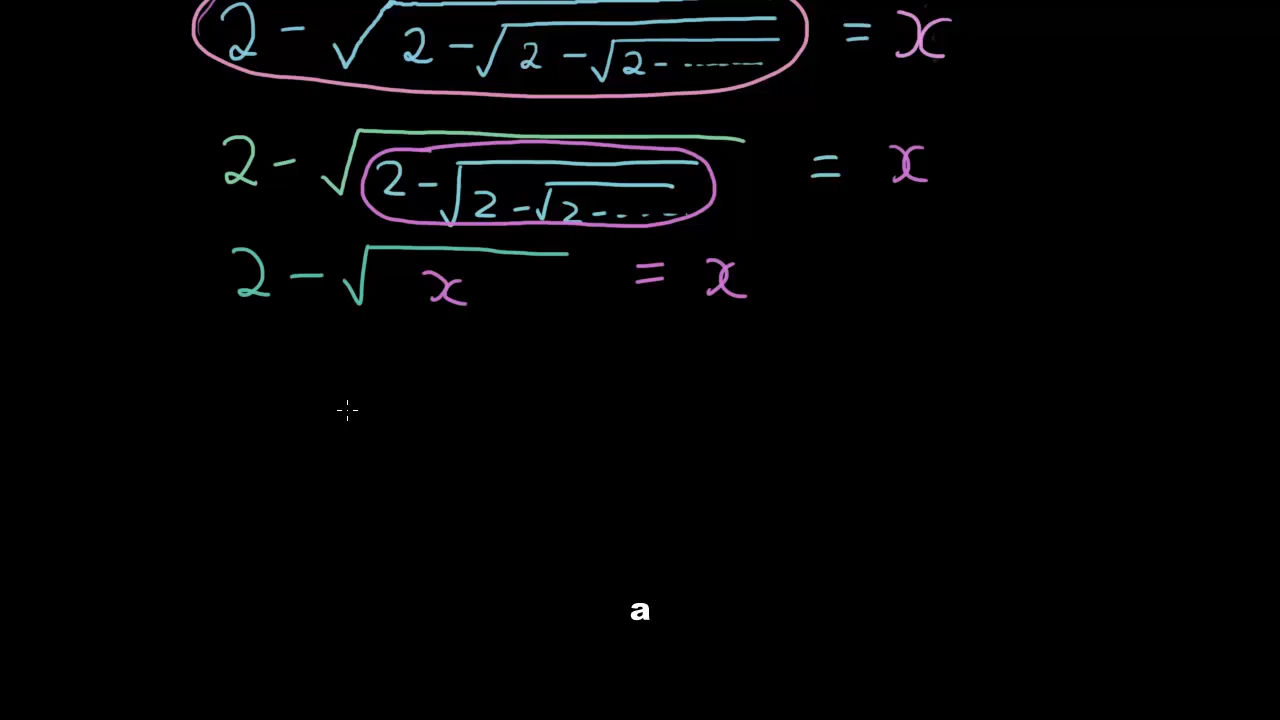 2 - √(2 - √(2 - √(2 - ......... = x
2 - √(2 - √(2 - √(2 - ...... = x
2 - √x = x
a